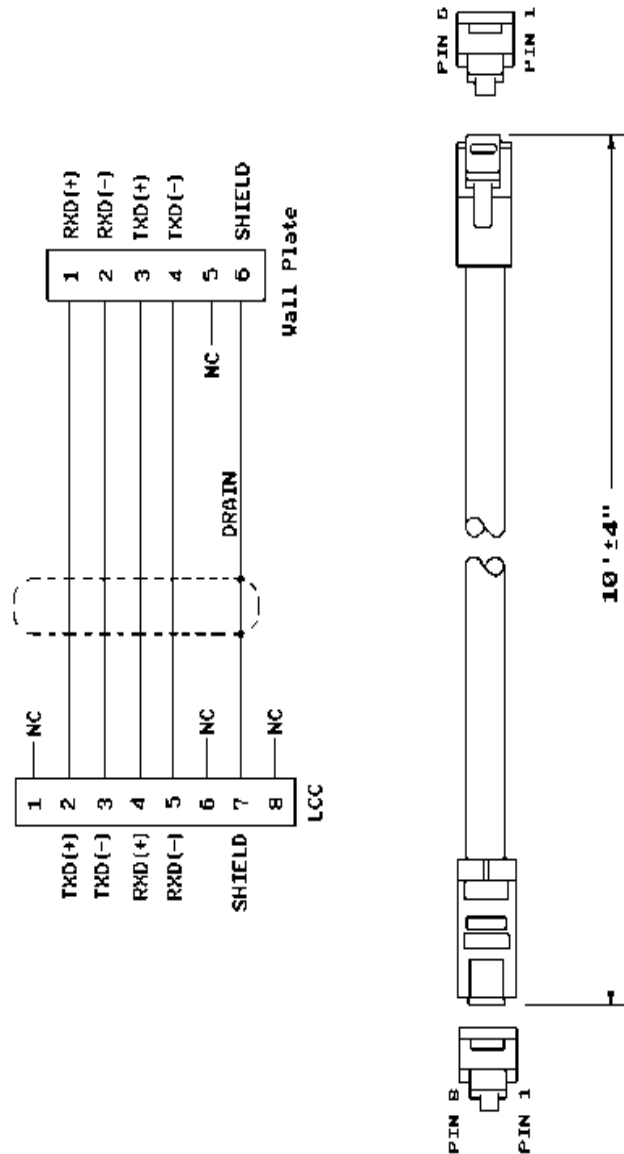 1
2
3
4
5
6
7
8
TXD(+)
TXD(-)
RXD(+)
RXD(-)
SHIELD
LCC
NC
NC
NC
DRAIN
NC
1
2
3
4
5
6
RXD(+)
RXD(-)
TXD(+)
TXD(-)
SHIELD
Wall Plate
PIN 8
PIN 1
10'±4"
PIN 6
PIN 1